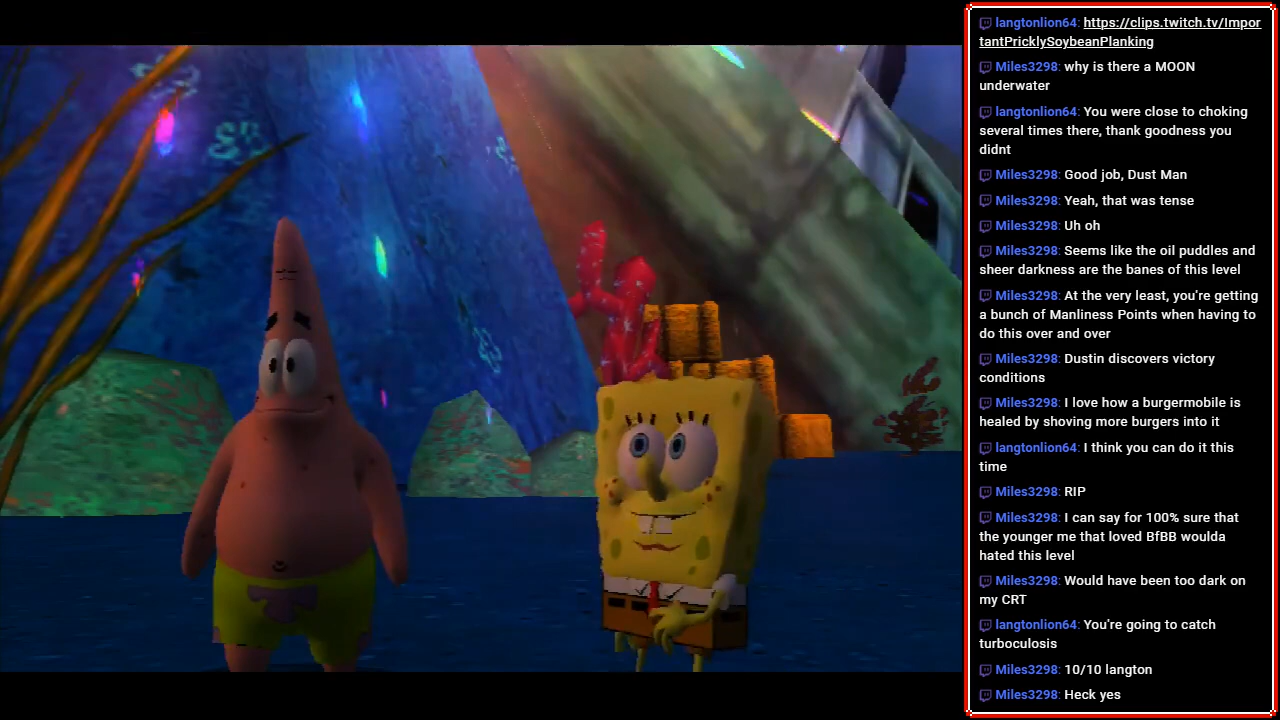 langtonlion64: https://clips.twitch.tv/Impor
tantPricklySoybeanPlanking
Miles3298: why is there a MOON
underwater
langtonlion64: You were close to choking
several times there, thank goodness you
didnt
Miles3298: Good job, Dust Man
Miles3298: Yeah, that was tense
Miles3298: Uh oh
Miles3298: Seems like the oil puddles and
sheer darkness are the banes of this level
Miles3298: At the very least, you're getting
a bunch of Manliness Points when having to
do this over and over
Miles3298: Dustin discovers victory
conditions
Miles3298: I love how a burgermobile is
healed by shoving more burgers into it
langtonlion64: I think you can do it this
time
Miles3298: RIP
Miles3298: I can say for 100% sure that
the younger me that loved BfBB woulda
hated this level
Miles3298: Would have been too dark on
my CRT
langtonlion64: You're going to catch
turboculosis
Miles3298: 10/10 langton
Miles3298: Heck yes